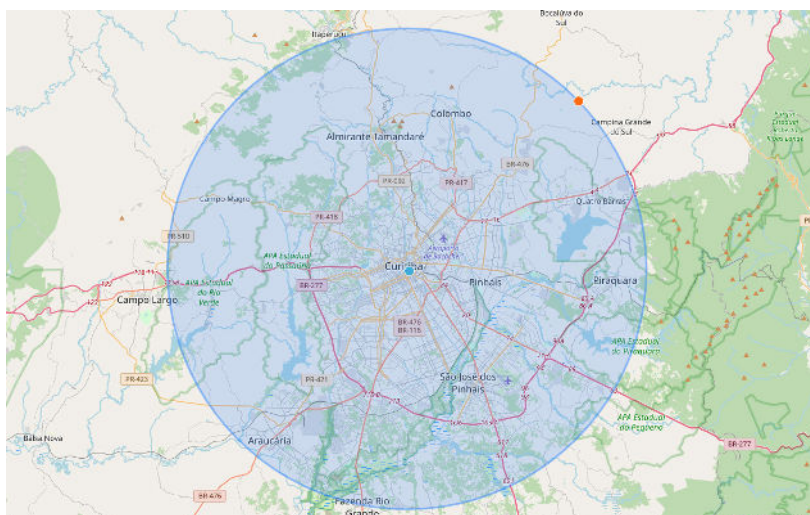 Itaperuçu
Bocaiúva do
Sul
Colombo
Campina Grande
do Sul
Almirante Tamandaré
BR-476
PR-092
PR-417
Campo Magro
Quatro Barras
PR-418
PR-510
Curitiba
APA Estadual
do Passaúna
APA Estadual
do Rio
Verde
Pinhais
Piraquara
BR-277
Campo Largo
BR-476
BR-116
APA Estadual
do Piraquara
PR-423
PR-421
São José dos
Pinhais
APA Estadual
do Pequeno
Balsa Nova
Araucária
BR-277
BR-476
Fazenda Rio
Grande